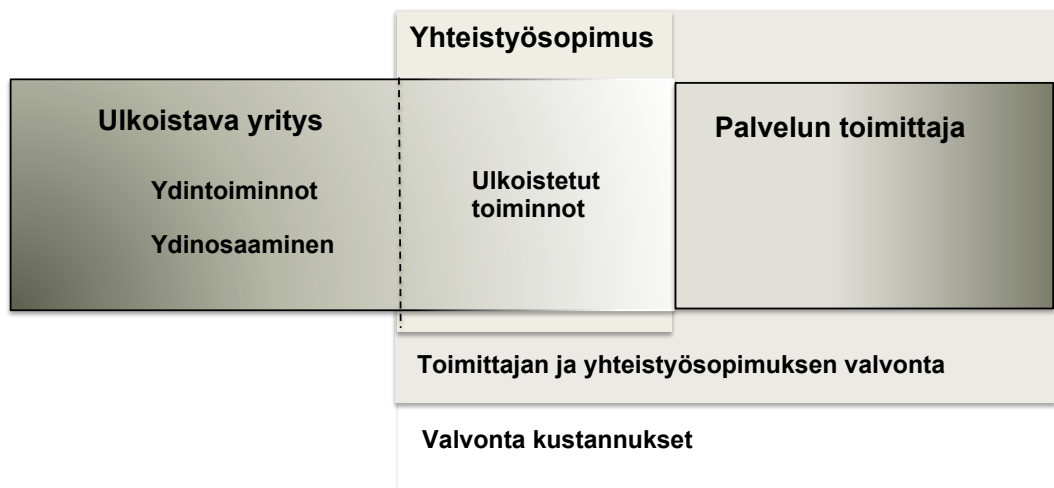 Yhteistyösopimus
Ulkoistava yritys
Ydintoiminnot
Ydinosaaminen
Ulkoistetut
toiminnot
Palvelun toimittaja
Toimittajan ja yhteistyösopimuksen valvonta
Valvonta kustannukset